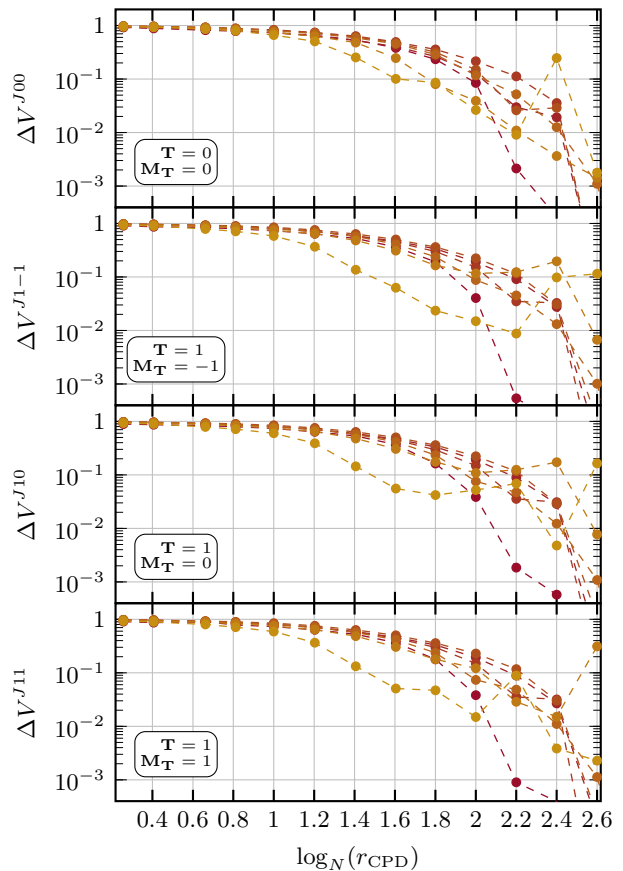 1
10⁻¹
10⁻²
10⁻³
ΔV^{J00}
T = 0
M_T = 0
1
10⁻¹
10⁻²
10⁻³
ΔV^{J1−1}
T = 1
M_T = −1
1
10⁻¹
10⁻²
10⁻³
ΔV^{J10}
T = 1
M_T = 0
1
10⁻¹
10⁻²
10⁻³
ΔV^{J11}
T = 1
M_T = 1
0.4 0.6 0.8 1 1.2 1.4 1.6 1.8 2 2.2 2.4 2.6
log_N(r_CPD)